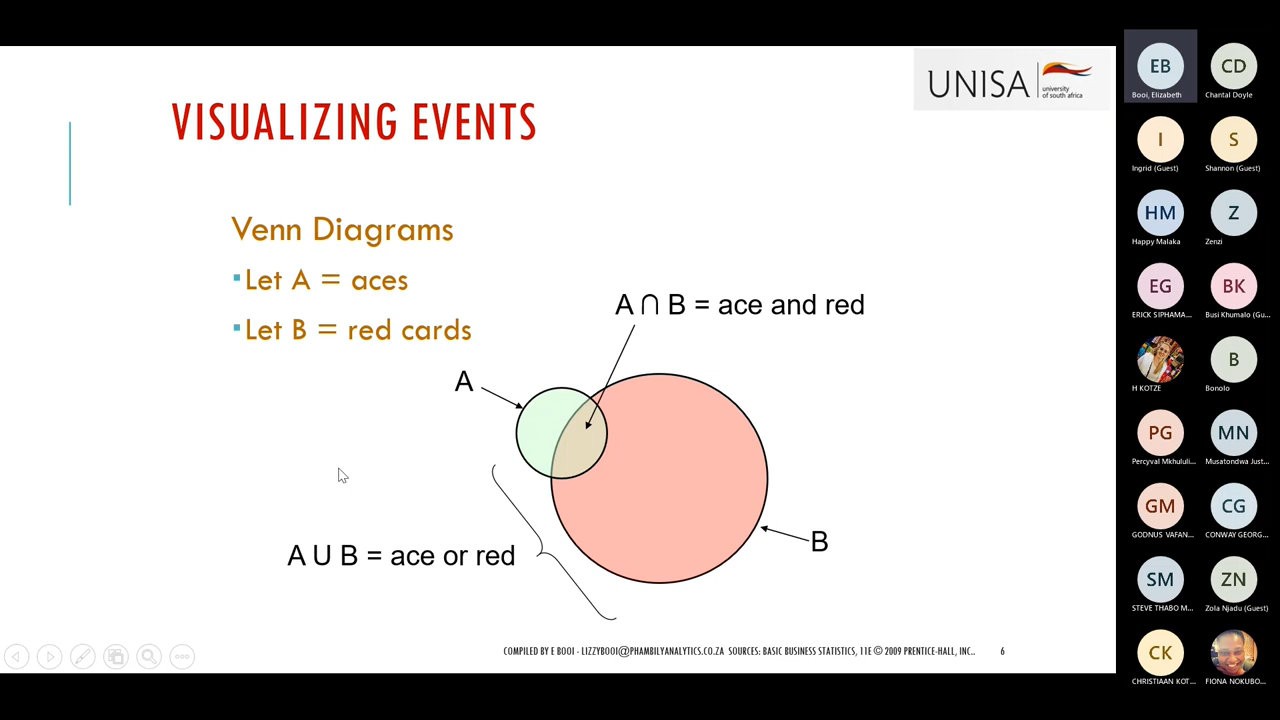 UNISA
university
of south africa
VISUALIZING EVENTS
Venn Diagrams
▪Let A = aces
▪Let B = red cards
A ∩ B = ace and red
A
B
A U B = ace or red
COMPILED BY E BOOI - LIZZYBOOI@PHAMBILYANALYTICS.CO.ZA SOURCES: BASIC BUSINESS STATISTICS, 11E © 2009 PRENTICE-HALL, INC.. 6
EB
Booi, Elizabeth
CD
Chantal Doyle
I
Ingrid (Guest)
S
Shannon (Guest)
HM
Happy Malaka
Z
Zenzi
EG
ERICK SIPHAMA...
BK
Busi Khumalo (Gu...
H KOTZE
B
Bonolo
PG
Percyval Mkhululi...
MN
Musatondwa Just...
GM
GODNUS VAFAN...
CG
CONWAY GEORG...
SM
STEVE THABO M...
ZN
Zola Njadu (Guest)
CK
CHRISTIAAN KOT...
FIONA NOKUBO...